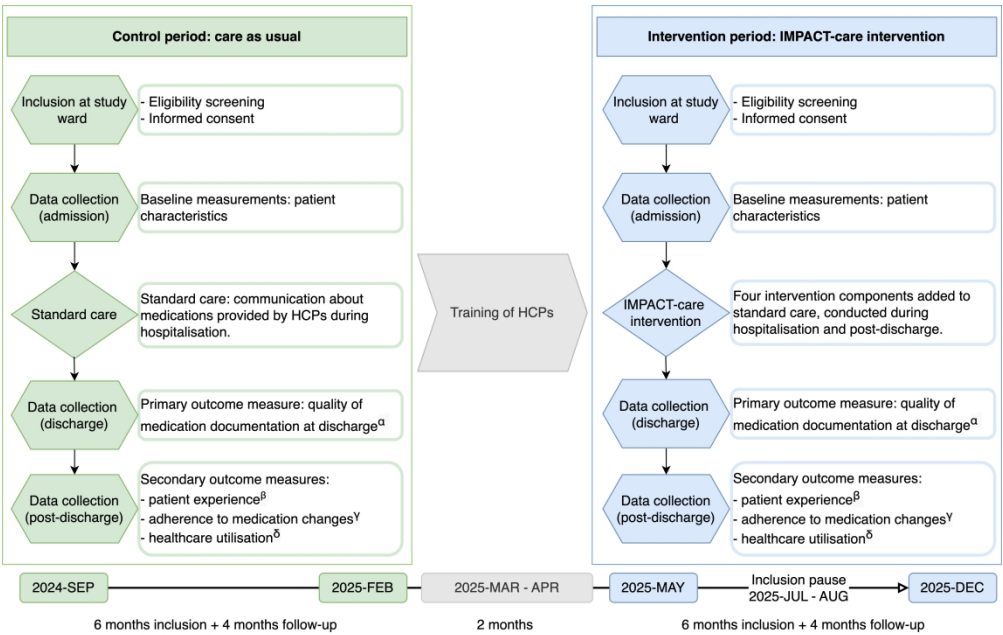 Control period: care as usual
Inclusion at study
ward
- Eligibility screening
- Informed consent
Data collection
(admission)
Baseline measurements: patient
characteristics
Standard care
Standard care: communication about
medications provided by HCPs during
hospitalisation.
Data collection
(discharge)
Primary outcome measure: quality of
medication documentation at dischargeᵅ
Data collection
(post-discharge)
Secondary outcome measures:
- patient experienceᵝ
- adherence to medication changesᵞ
- healthcare utilisationᵟ
Training of HCPs
Intervention period: IMPACT-care intervention
Inclusion at study
ward
- Eligibility screening
- Informed consent
Data collection
(admission)
Baseline measurements: patient
characteristics
IMPACT-care
intervention
Four intervention components added to
standard care, conducted during
hospitalisation and post-discharge.
Data collection
(discharge)
Primary outcome measure: quality of
medication documentation at dischargeᵅ
Data collection
(post-discharge)
Secondary outcome measures:
- patient experienceᵝ
- adherence to medication changesᵞ
- healthcare utilisationᵟ
2024-SEP
2025-FEB
2025-MAR - APR
2025-MAY
Inclusion pause
2025-JUL - AUG
2025-DEC
6 months inclusion + 4 months follow-up
2 months
6 months inclusion + 4 months follow-up